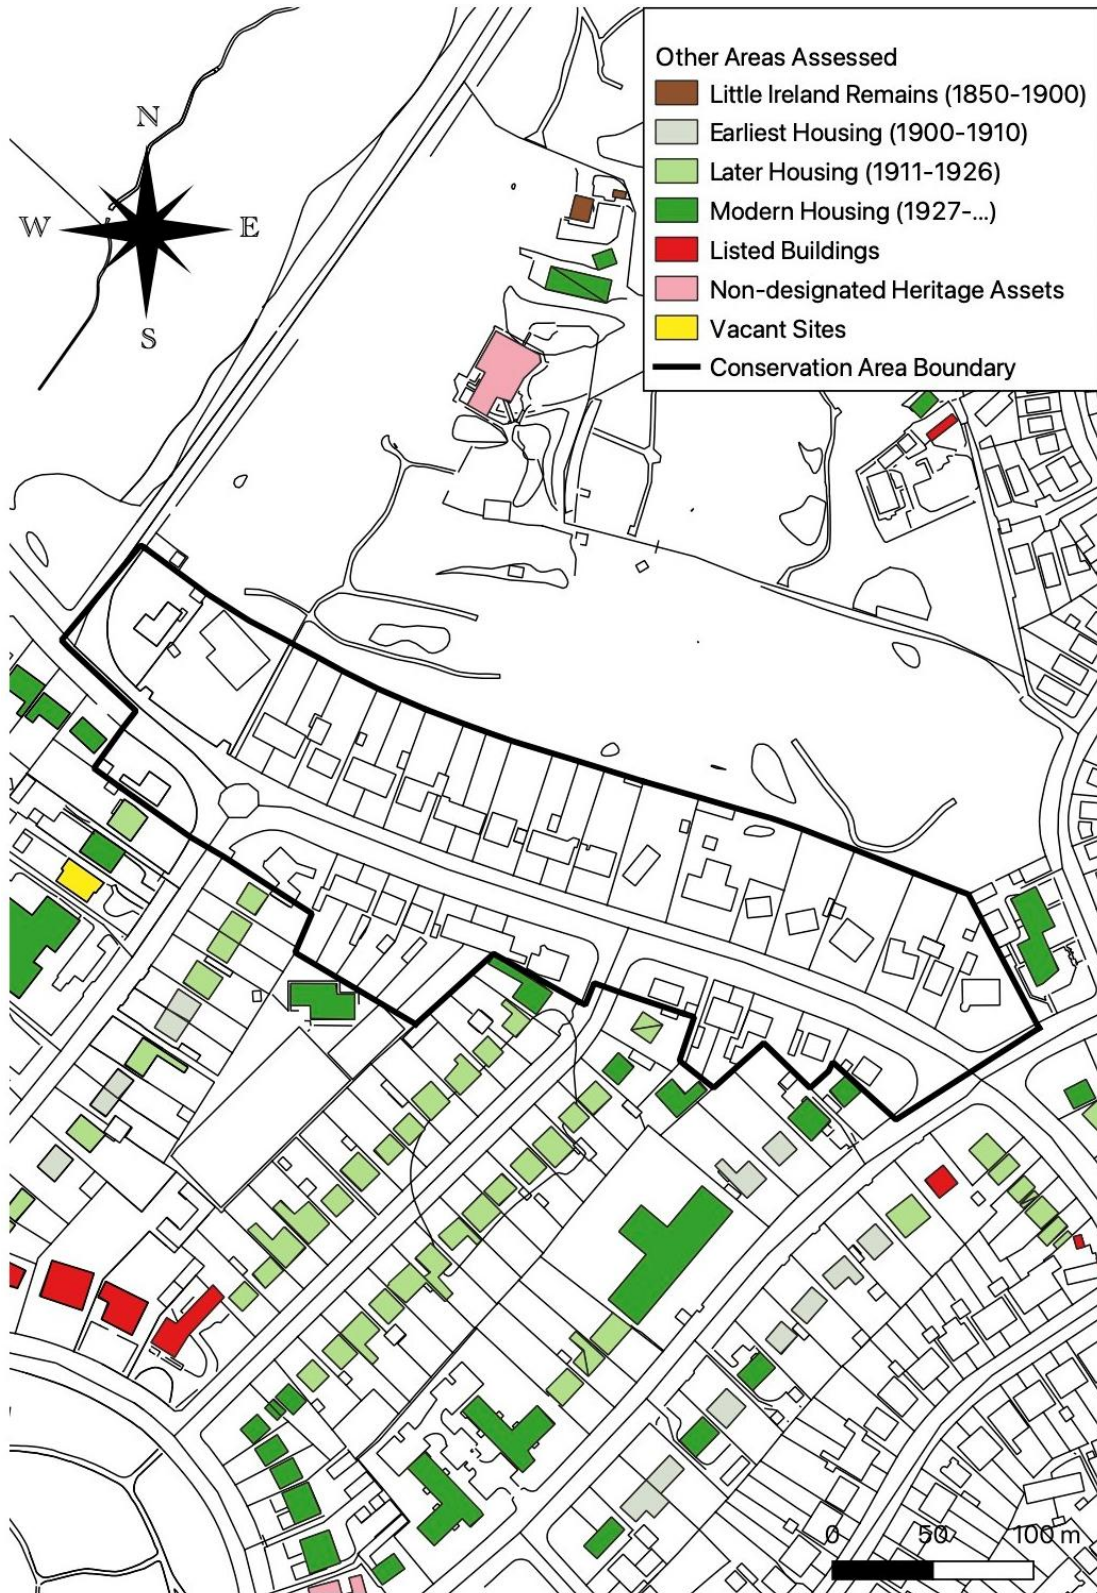 Other Areas Assessed
Little Ireland Remains (1850-1900)
Earliest Housing (1900-1910)
Later Housing (1911-1926)
Modern Housing (1927-...)
Listed Buildings
Non-designated Heritage Assets
Vacant Sites
Conservation Area Boundary
N
W E
S
0 50 100 m